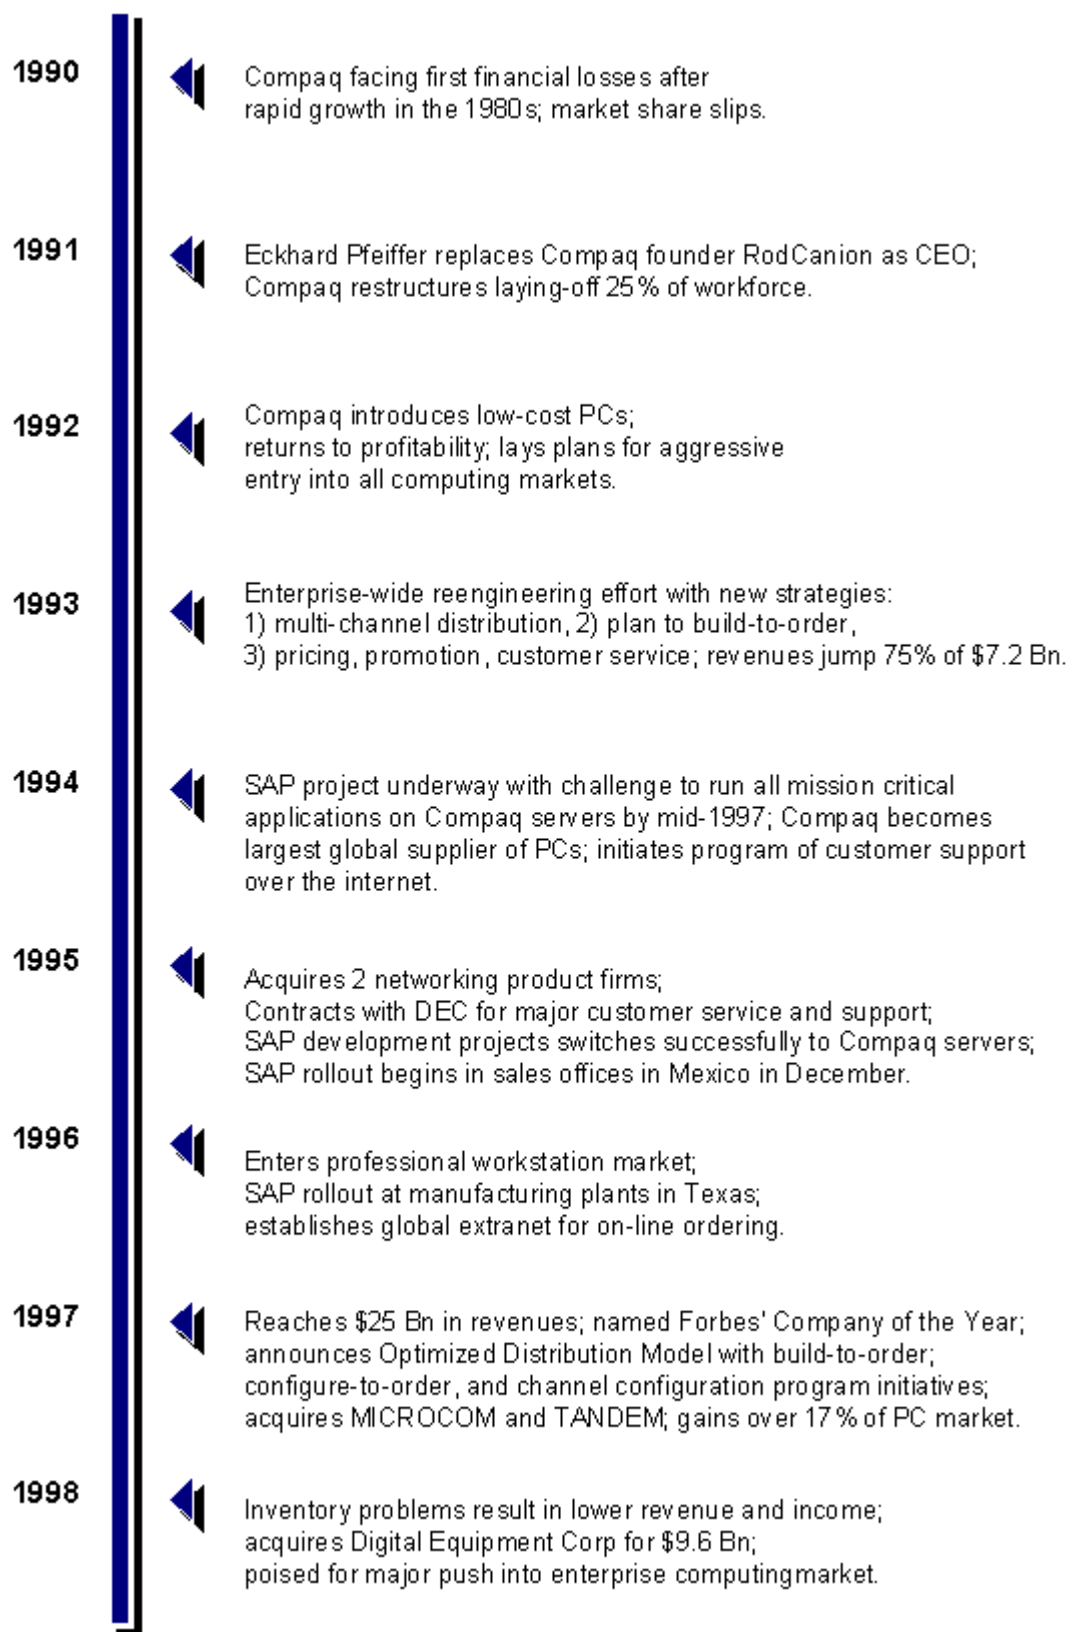 1990
Compaq facing first financial losses after
rapid growth in the 1980s; market share slips.
1991
Eckhard Pfeiffer replaces Compaq founder RodCanion as CEO;
Compaq restructures laying-off 25% of workforce.
1992
Compaq introduces low-cost PCs;
returns to profitability; lays plans for aggressive
entry into all computing markets.
1993
Enterprise-wide reengineering effort with new strategies:
1) multi-channel distribution, 2) plan to build-to-order,
3) pricing, promotion, customer service; revenues jump 75% of $7.2 Bn.
1994
SAP project underway with challenge to run all mission critical
applications on Compaq servers by mid-1997; Compaq becomes
largest global supplier of PCs; initiates program of customer support
over the internet.
1995
Acquires 2 networking product firms;
Contracts with DEC for major customer service and support;
SAP development projects switches successfully to Compaq servers;
SAP rollout begins in sales offices in Mexico in December.
1996
Enters professional workstation market;
SAP rollout at manufacturing plants in Texas;
establishes global extranet for on-line ordering.
1997
Reaches $25 Bn in revenues; named Forbes' Company of the Year;
announces Optimized Distribution Model with build-to-order;
configure-to-order, and channel configuration program initiatives;
acquires MICROCOM and TANDEM; gains over 17% of PC market.
1998
Inventory problems result in lower revenue and income;
acquires Digital Equipment Corp for $9.6 Bn;
poised for major push into enterprise computingmarket.